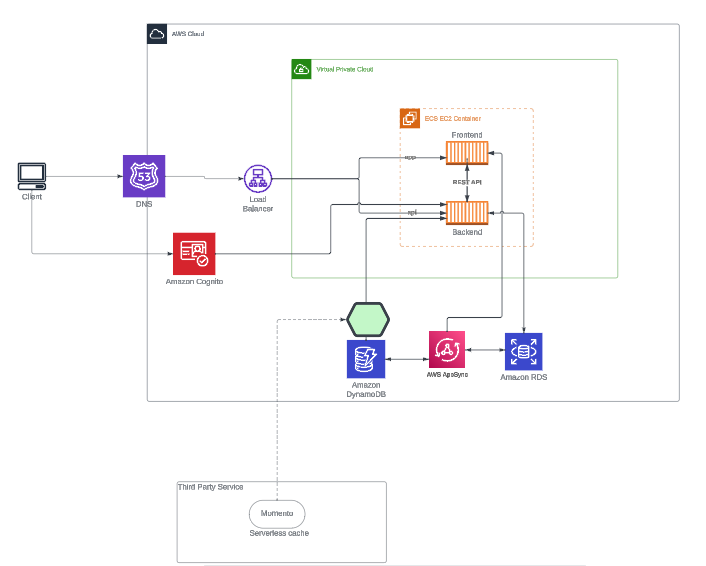 AWS Cloud
Virtual Private Cloud
ECS EC2 Container
Frontend
app
53
REST API
Client
DNS
Load
Balancer
api
Backend
Amazon Cognito
AWS AppSync
Amazon RDS
Amazon
DynamoDB
Third Party Service
Momento
Serverless cache